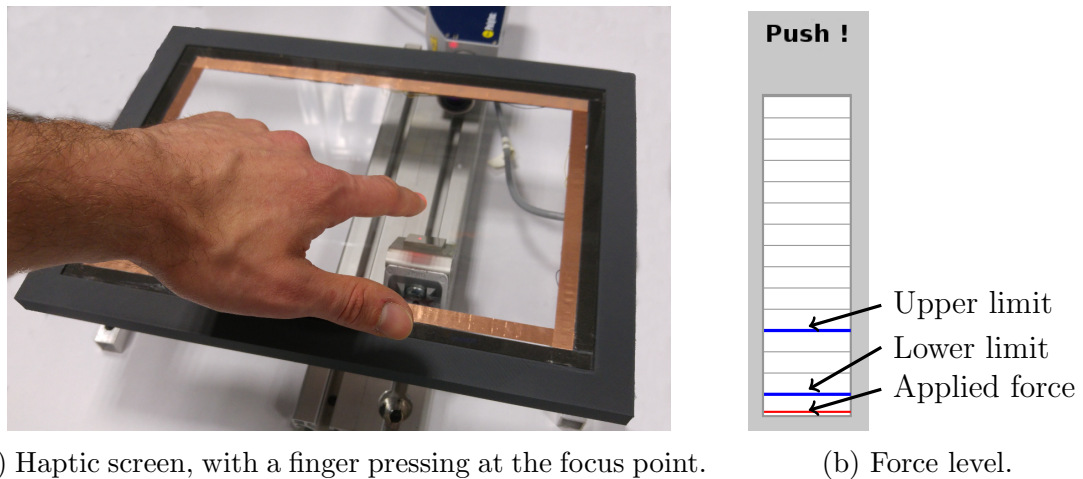 Push !
Upper limit
Lower limit
Applied force
) Haptic screen, with a finger pressing at the focus point.
(b) Force level.